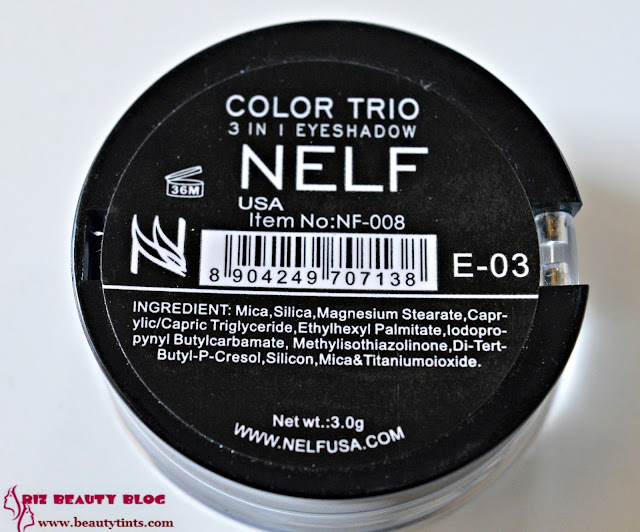 COLOR TRIO
3 IN 1 EYESHADOW
NELF
USA
36M
Item No:NF-008
8 904249 707138
E-03
INGREDIENT: Mica,Silica,Magnesium Stearate,Capr-
ylic/Capric Triglyceride,Ethylhexyl Palmitate,Iodopro-
pynyl Butylcarbamate, Methylisothiazolinone,Di-Tert-
Butyl-P-Cresol,Silicon,Mica&Titaniumoioxide.
Net wt.:3.0g
WWW.NELFUSA.COM
RIZ BEAUTY BLOG
www.beautytints.com